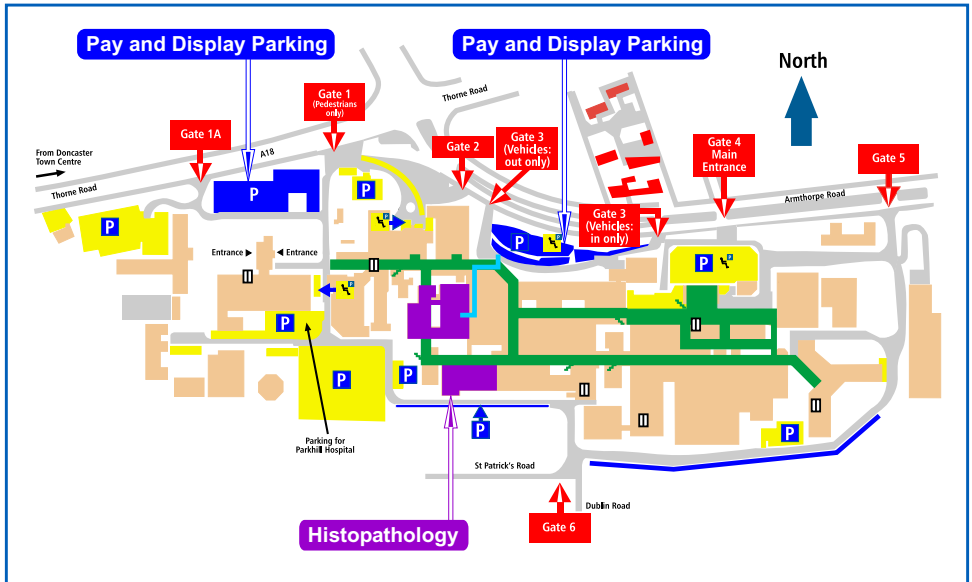 Pay and Display Parking
Pay and Display Parking
North
Thorne Road
Thorne Road
Gate 1
(Pedestrians
only)
Gate 1A
A18
From Doncaster
Town Centre
Thorne Road
Gate 2
Gate 3
(Vehicles:
out only)
Gate 4
Main
Entrance
Gate 5
Armthorpe Road
Gate 3
(Vehicles:
in only)
P
P
P
P
P
P
P
P
P
Entrance
Entrance
P
P
P
P
P
P
Parking for
Parkhill Hospital
St Patrick's Road
Dublin Road
Gate 6
Histopathology